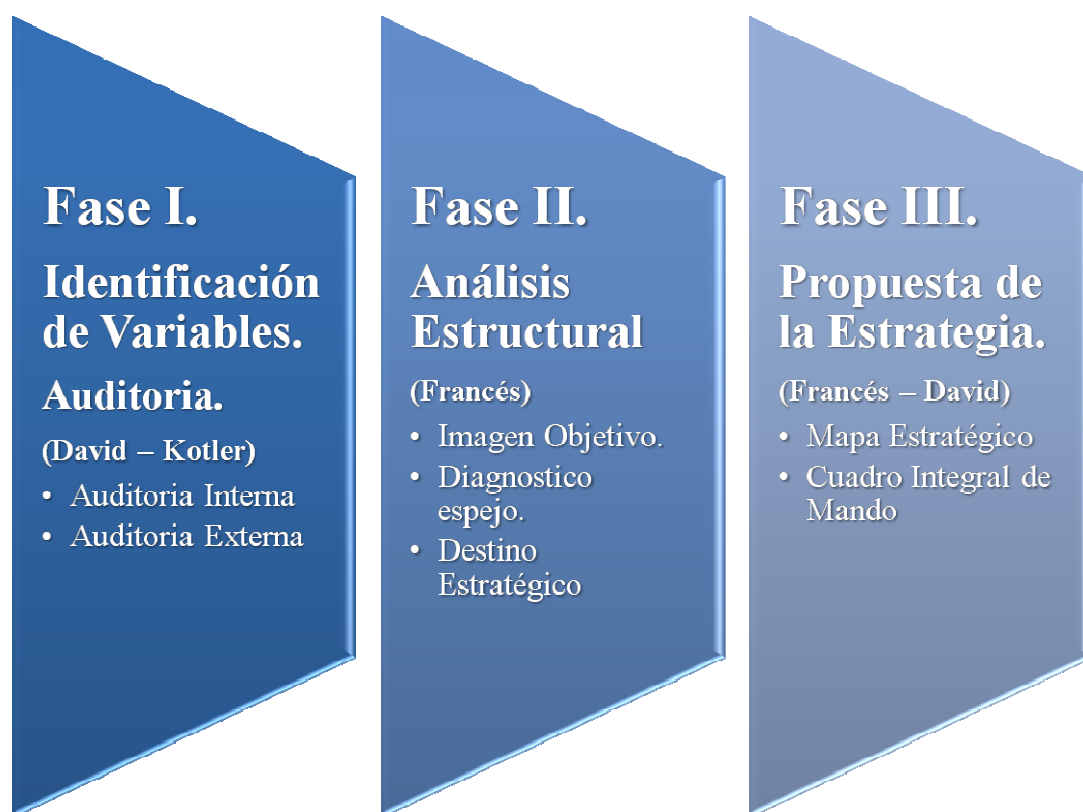 Fase I.
Identificación
de Variables.
Auditoria.
(David – Kotler)
• Auditoria Interna
• Auditoria Externa
Fase II.
Análisis
Estructural
(Francés)
• Imagen Objetivo.
• Diagnostico
espejo.
• Destino
Estratégico
Fase III.
Propuesta de
la Estrategia.
(Francés – David)
• Mapa Estratégico
• Cuadro Integral de
Mando